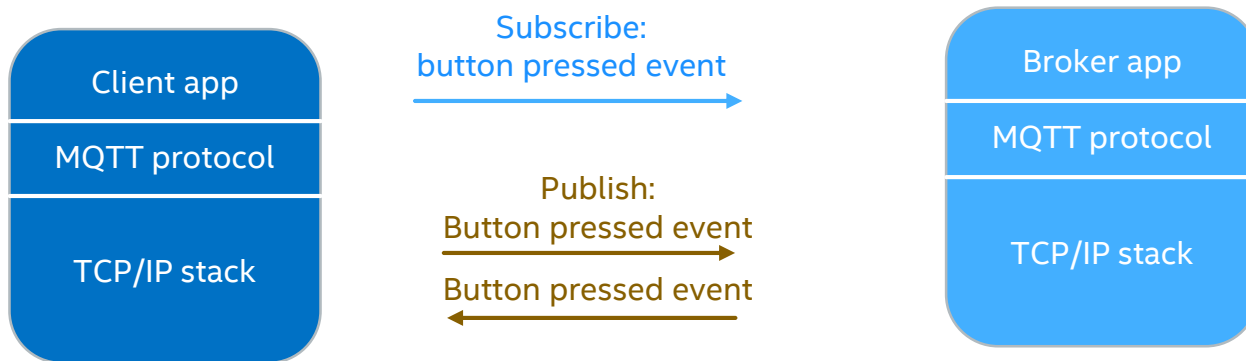 Client app
MQTT protocol
TCP/IP stack
Subscribe:
button pressed event
Publish:
Button pressed event
Button pressed event
Broker app
MQTT protocol
TCP/IP stack